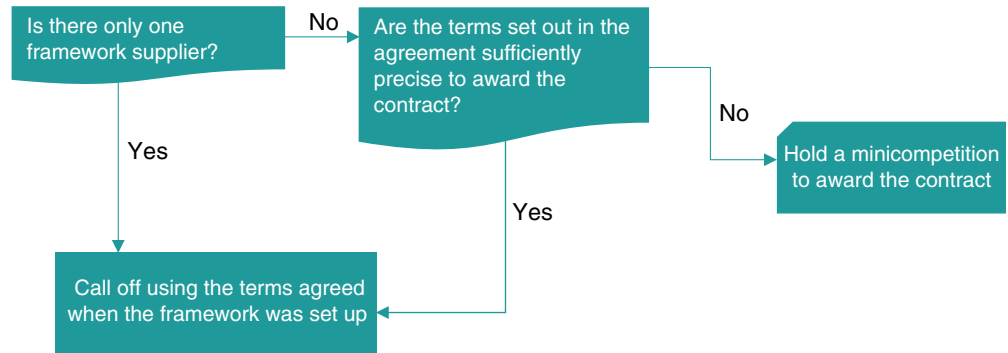 Is there only one
framework supplier?
No
Are the terms set out in the
agreement sufficiently
precise to award the
contract?
No
Hold a minicompetition
to award the contract
Yes
Yes
Call off using the terms agreed
when the framework was set up